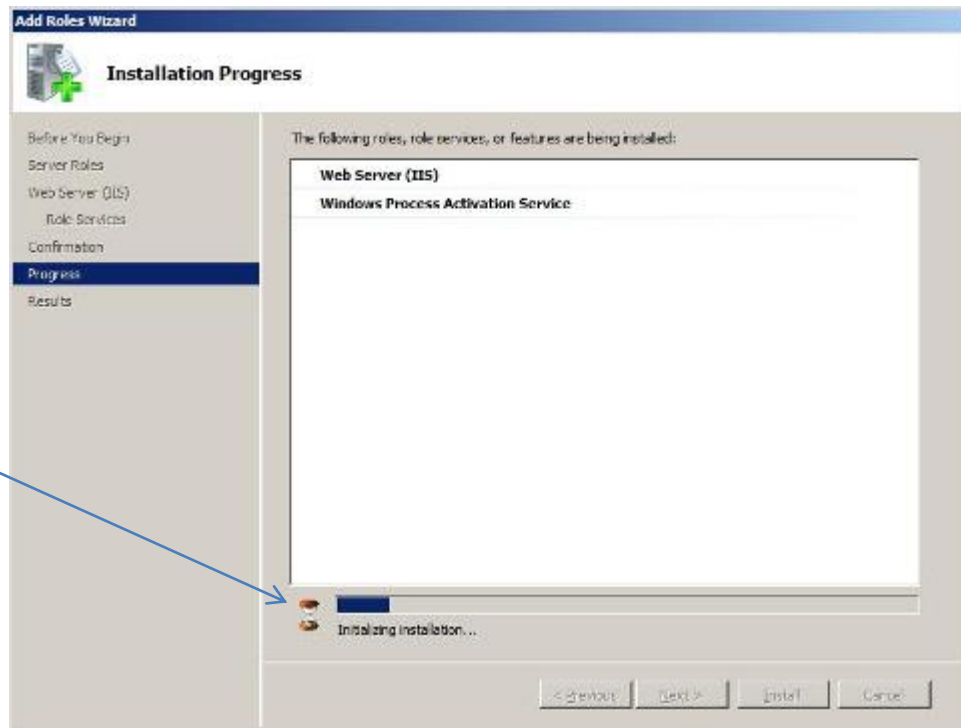 Add Roles Wizard
Installation Progress
Before You Begin
Server Roles
Web Server (IIS)
Role Services
Confirmation
Progress
Results
The following roles, role services, or features are being installed:
Web Server (IIS)
Windows Process Activation Service
Initializing installation...
< Previous
Next >
Install
Cancel